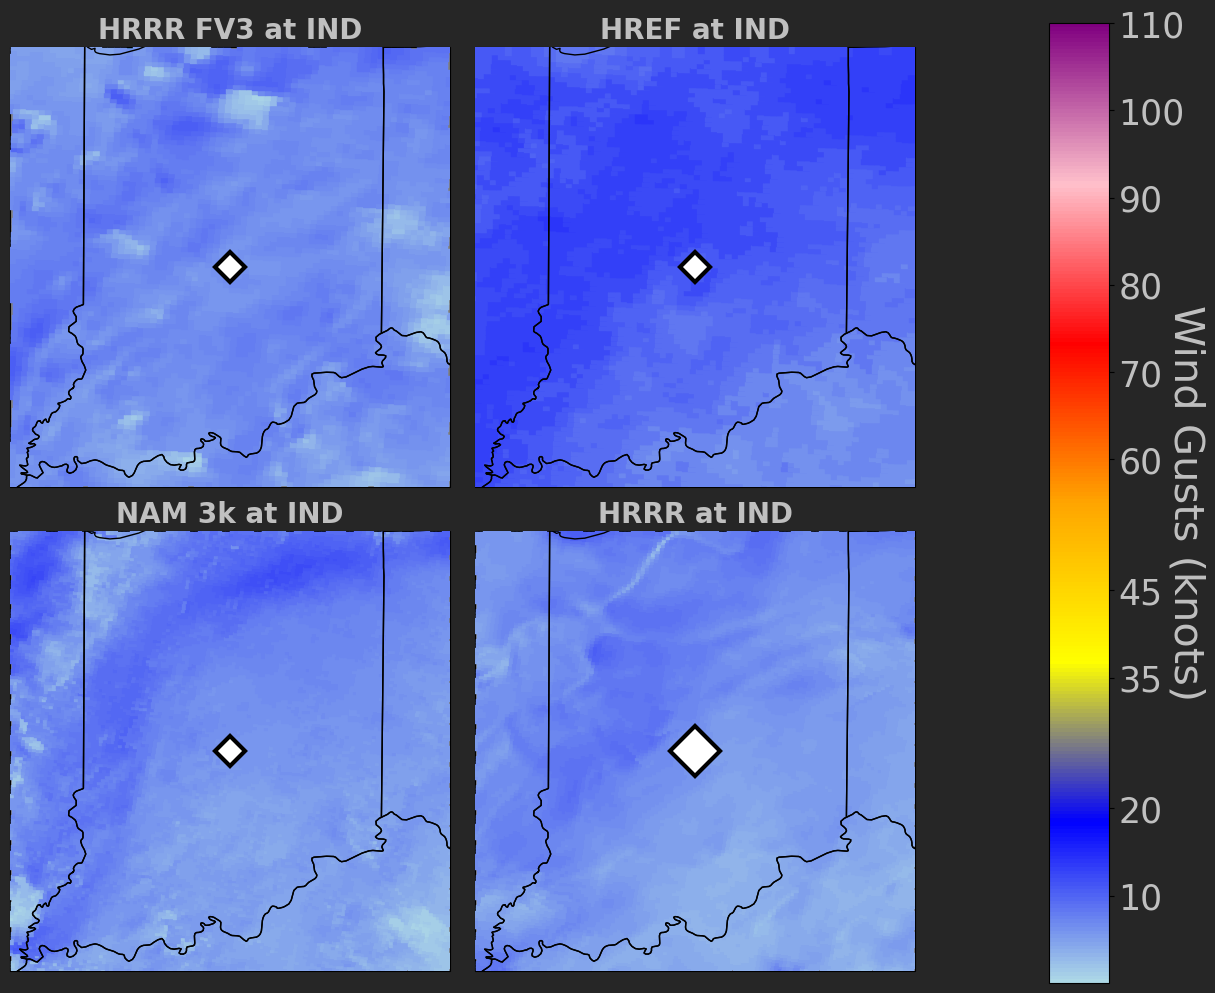 HRRR FV3 at IND
HREF at IND
NAM 3k at IND
HRRR at IND
110
100
90
80
70
60
45
35
20
10
Wind Gusts (knots)